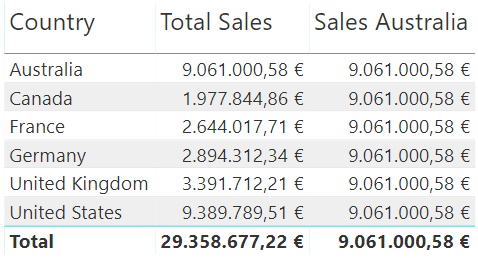 Country Total Sales Sales Australia
Australia 9.061.000,58 € 9.061.000,58 €
Canada 1.977.844,86 € 9.061.000,58 €
France 2.644.017,71 € 9.061.000,58 €
Germany 2.894.312,34 € 9.061.000,58 €
United Kingdom 3.391.712,21 € 9.061.000,58 €
United States 9.389.789,51 € 9.061.000,58 €
Total 29.358.677,22 € 9.061.000,58 €